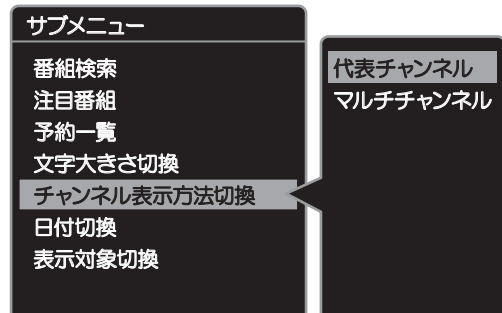 サブメニュー
番組検索
注目番組
予約一覧
文字大きさ切換
チャンネル表示方法切換
日付切換
表示対象切換
代表チャンネル
マルチチャンネル